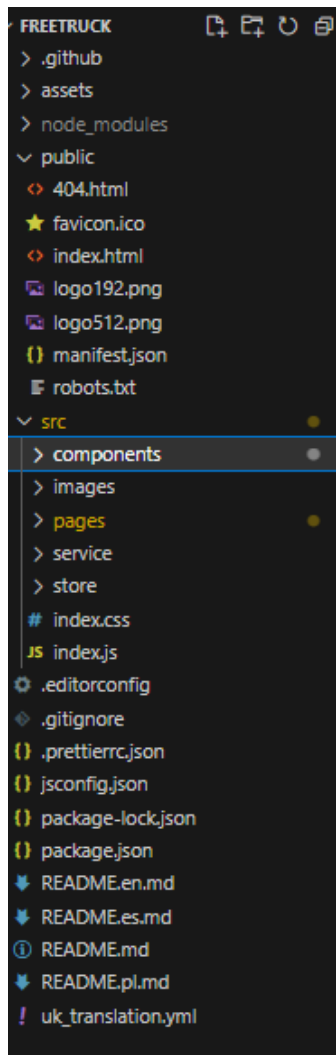 FREETRUCK
.github
assets
node_modules
public
<> 404.html
favicon.ico
<> index.html
logo192.png
logo512.png
{} manifest.json
robots.txt
src
components
images
pages
service
store
# index.css
JS index.js
.editorconfig
.gitignore
{} .prettierrc.json
{} jsconfig.json
{} package-lock.json
{} package.json
README.en.md
README.es.md
README.md
README.pl.md
! uk_translation.yml